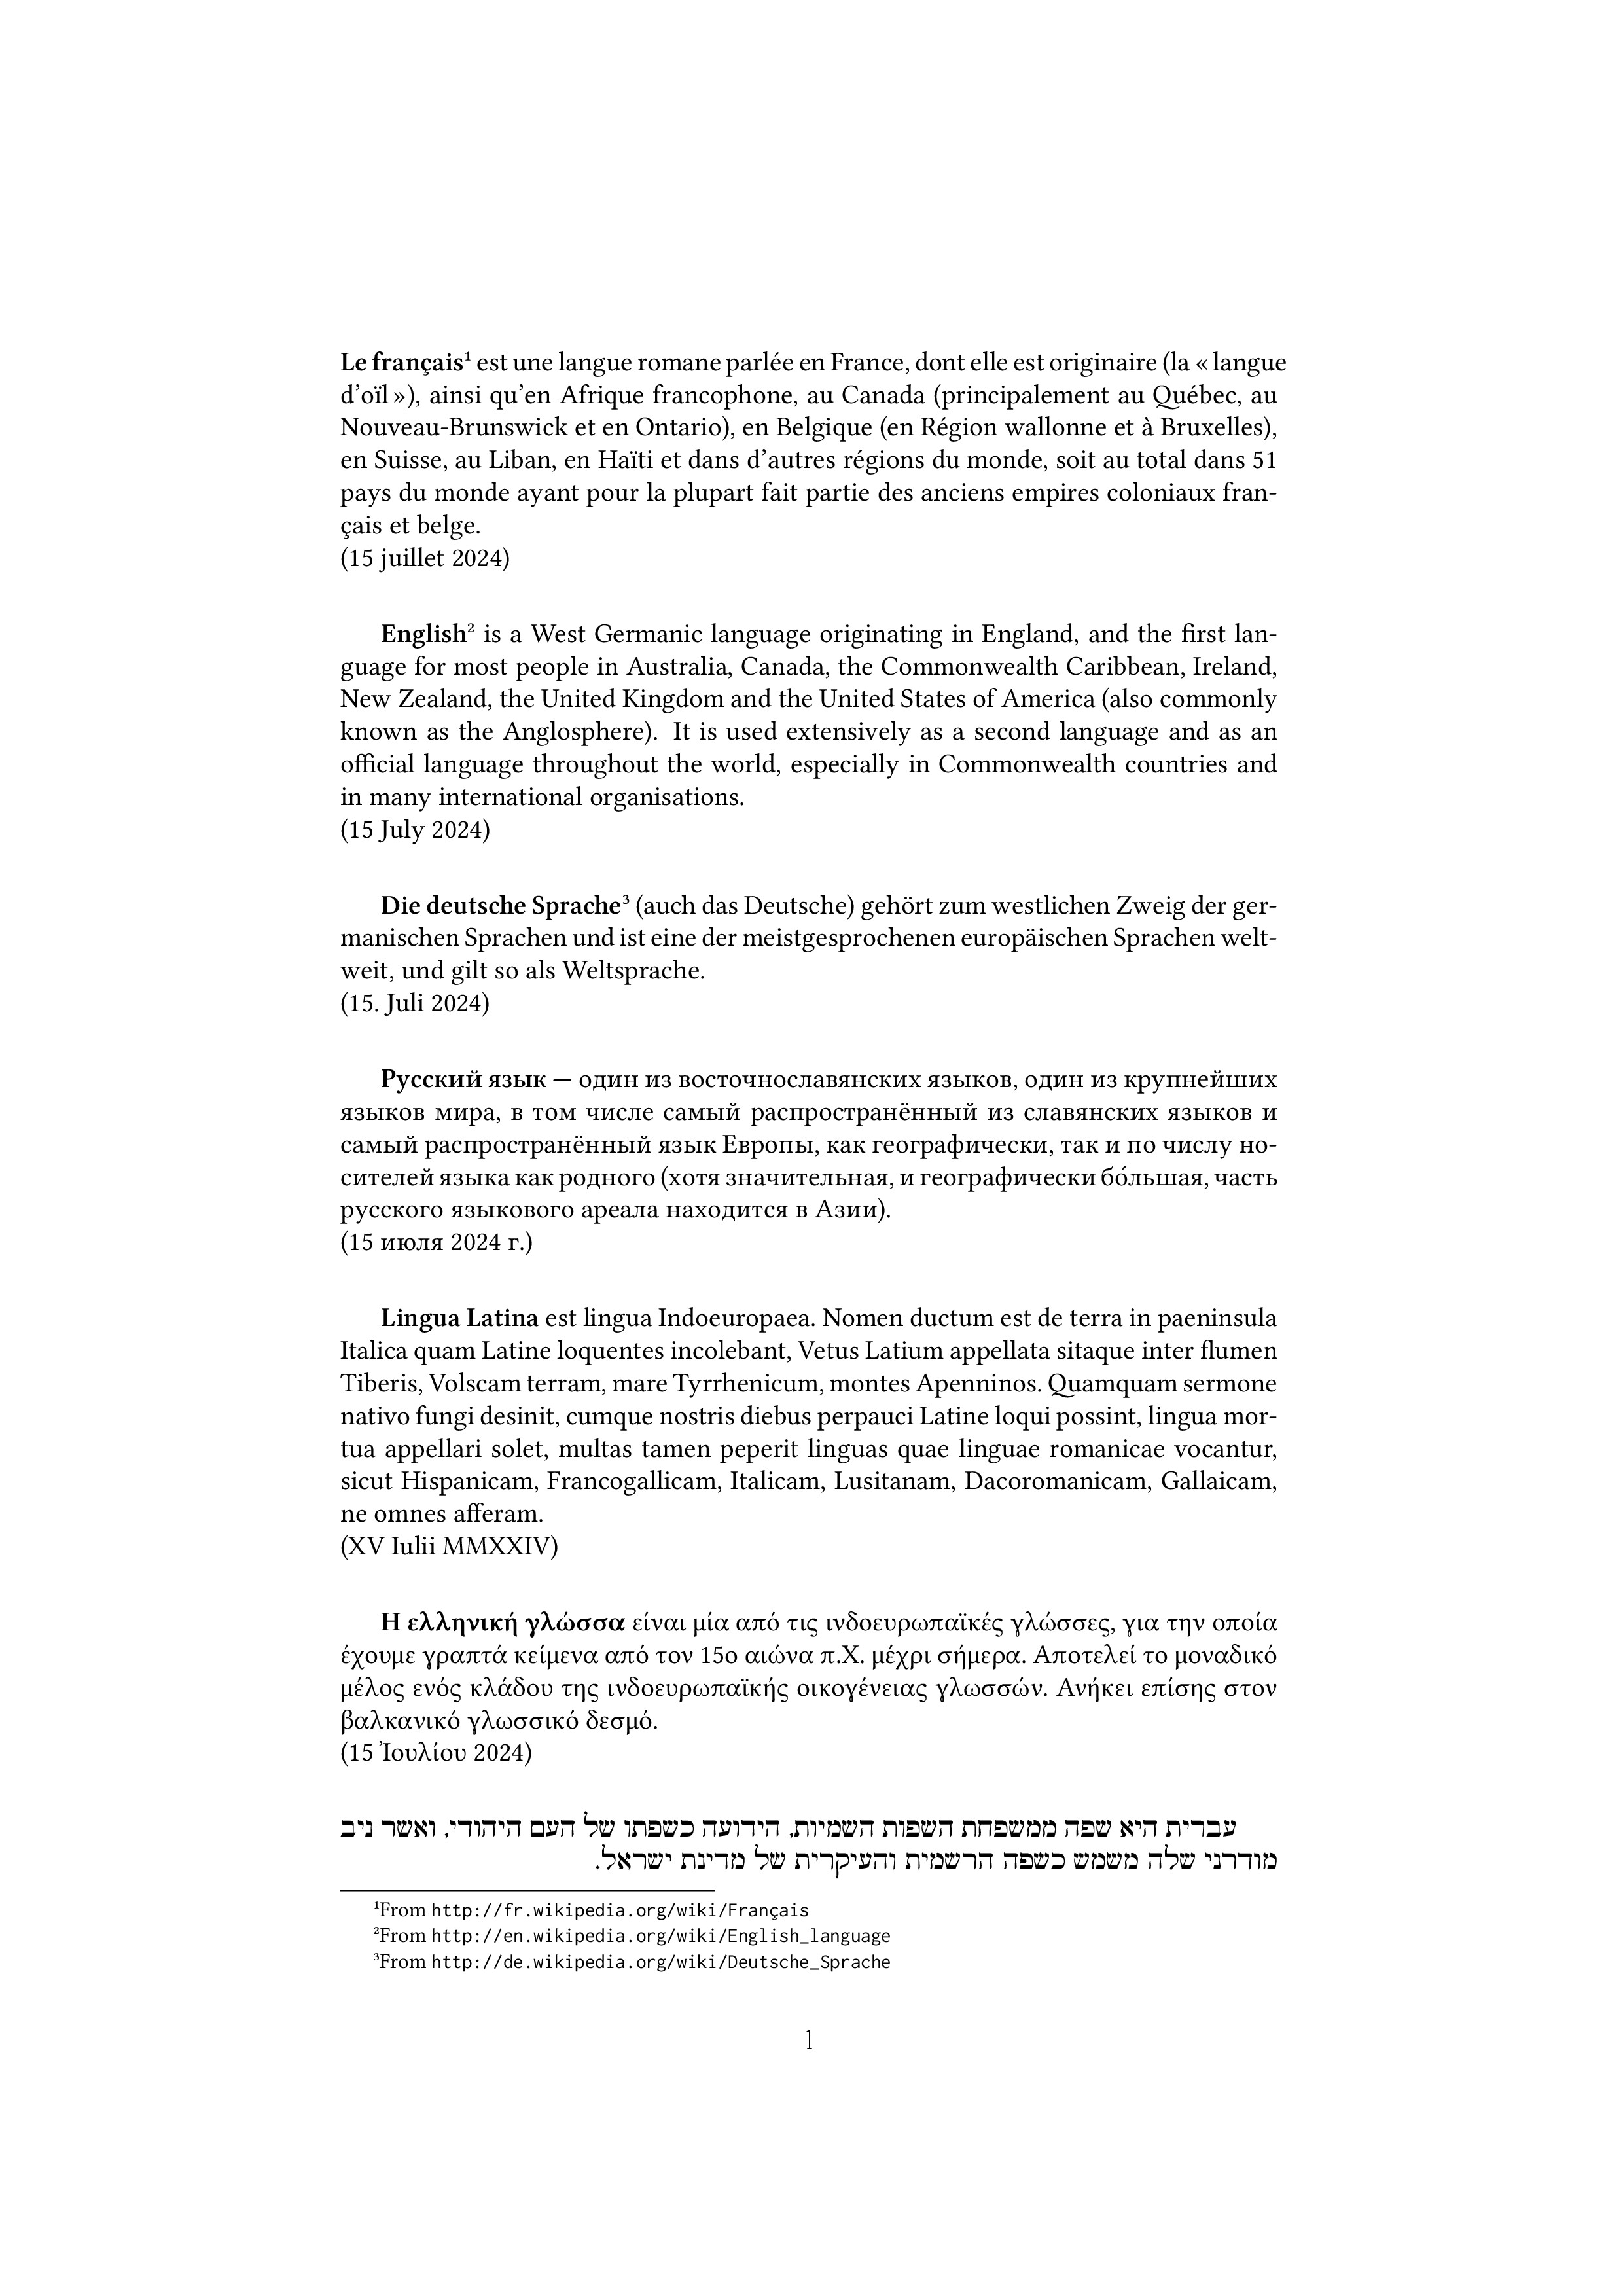 Le français¹ est une langue romane parlée en France, dont elle est originaire (la « langue
d’oïl »), ainsi qu’en Afrique francophone, au Canada (principalement au Québec, au
Nouveau-Brunswick et en Ontario), en Belgique (en Région wallonne et à Bruxelles),
en Suisse, au Liban, en Haïti et dans d’autres régions du monde, soit au total dans 51
pays du monde ayant pour la plupart fait partie des anciens empires coloniaux fran-
çais et belge.
(15 juillet 2024)
English² is a West Germanic language originating in England, and the first lan-
guage for most people in Australia, Canada, the Commonwealth Caribbean, Ireland,
New Zealand, the United Kingdom and the United States of America (also commonly
known as the Anglosphere). It is used extensively as a second language and as an
official language throughout the world, especially in Commonwealth countries and
in many international organisations.
(15 July 2024)
Die deutsche Sprache³ (auch das Deutsche) gehört zum westlichen Zweig der ger-
manischen Sprachen und ist eine der meistgesprochenen europäischen Sprachen welt-
weit, und gilt so als Weltsprache.
(15. Juli 2024)
Русский язык — один из восточнославянских языков, один из крупнейших
языков мира, в том числе самый распространённый из славянских языков и
самый распространённый язык Европы, как географически, так и по числу но-
сителей языка как родного (хотя значительная, и географически бо́льшая, часть
русского языкового ареала находится в Азии).
(15 июля 2024 г.)
Lingua Latina est lingua Indoeuropaea. Nomen ductum est de terra in paeninsula
Italica quam Latine loquentes incolebant, Vetus Latium appellata sitaque inter flumen
Tiberis, Volscam terram, mare Tyrrhenicum, montes Apenninos. Quamquam sermone
nativo fungi desinit, cumque nostris diebus perpauci Latine loqui possint, lingua mor-
tua appellari solet, multas tamen peperit linguas quae linguae romanicae vocantur,
sicut Hispanicam, Francogallicam, Italicam, Lusitanam, Dacoromanicam, Gallaicam,
ne omnes afferam.
(XV Iulii MMXXIV)
Η ελληνική γλώσσα είναι μία από τις ινδοευρωπαϊκές γλώσσες, για την οποία
έχουμε γραπτά κείμενα από τον 15ο αιώνα π.Χ. μέχρι σήμερα. Αποτελεί το μοναδικό
μέλος ενός κλάδου της ινδοευρωπαϊκής οικογένειας γλωσσών. Ανήκει επίσης στον
βαλκανικό γλωσσικό δεσμό.
(15 Ἰουλίου 2024)
עברית היא שפה ממשפחת השפות השמיות, הידועה כשפתו של העם היהודי, ואשר ניב
מודרני שלה משמש כשפה הרשמית והעיקרית של מדינת ישראל.
¹From http://fr.wikipedia.org/wiki/Français
²From http://en.wikipedia.org/wiki/English_language
³From http://de.wikipedia.org/wiki/Deutsche_Sprache
1